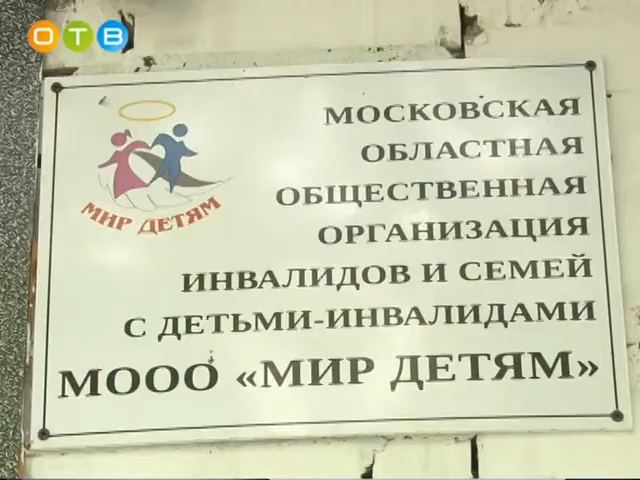 ОТВ
МОСКОВСКАЯ
ОБЛАСТНАЯ
ОБЩЕСТВЕННАЯ
ОРГАНИЗАЦИЯ
ИНВАЛИДОВ И СЕМЕЙ
С ДЕТЬМИ-ИНВАЛИДАМИ
МООО «МИР ДЕТЯМ»
МИР ДЕТЯМ